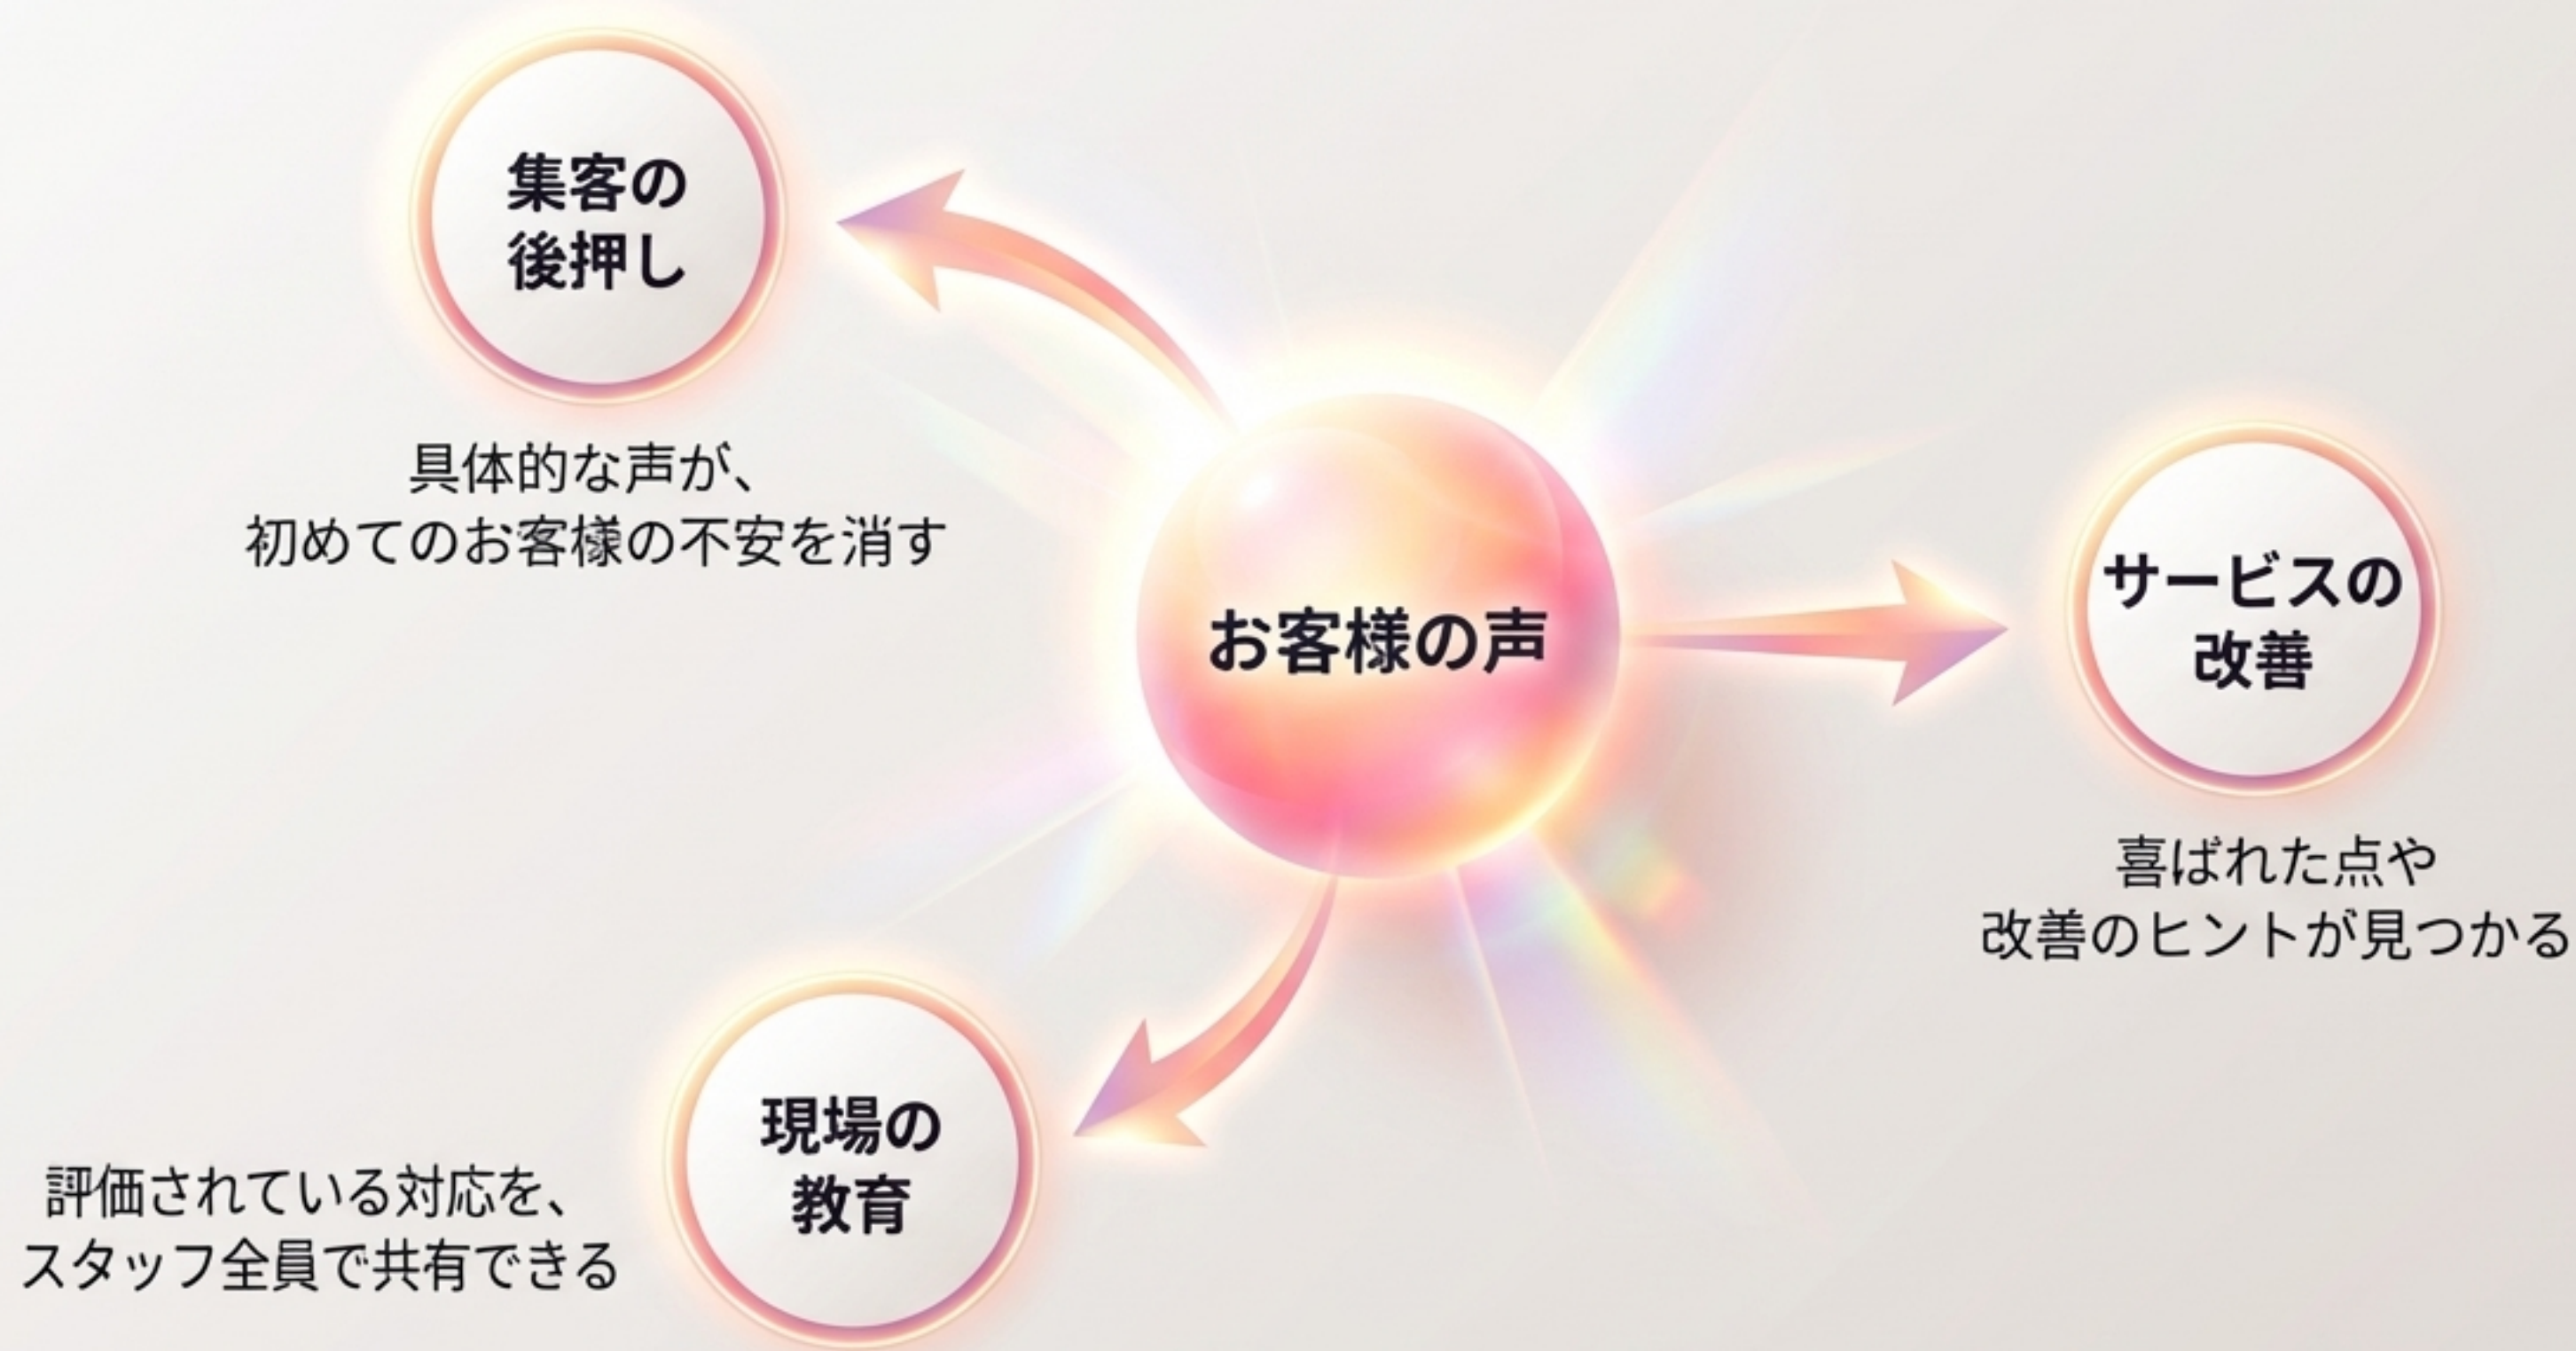 集客の
後押し
具体的な声が、
初めてのお客様の不安を消す
お客様の声
サービスの
改善
喜ばれた点や
改善のヒントが見つかる
現場の
教育
評価されている対応を、
スタッフ全員で共有できる